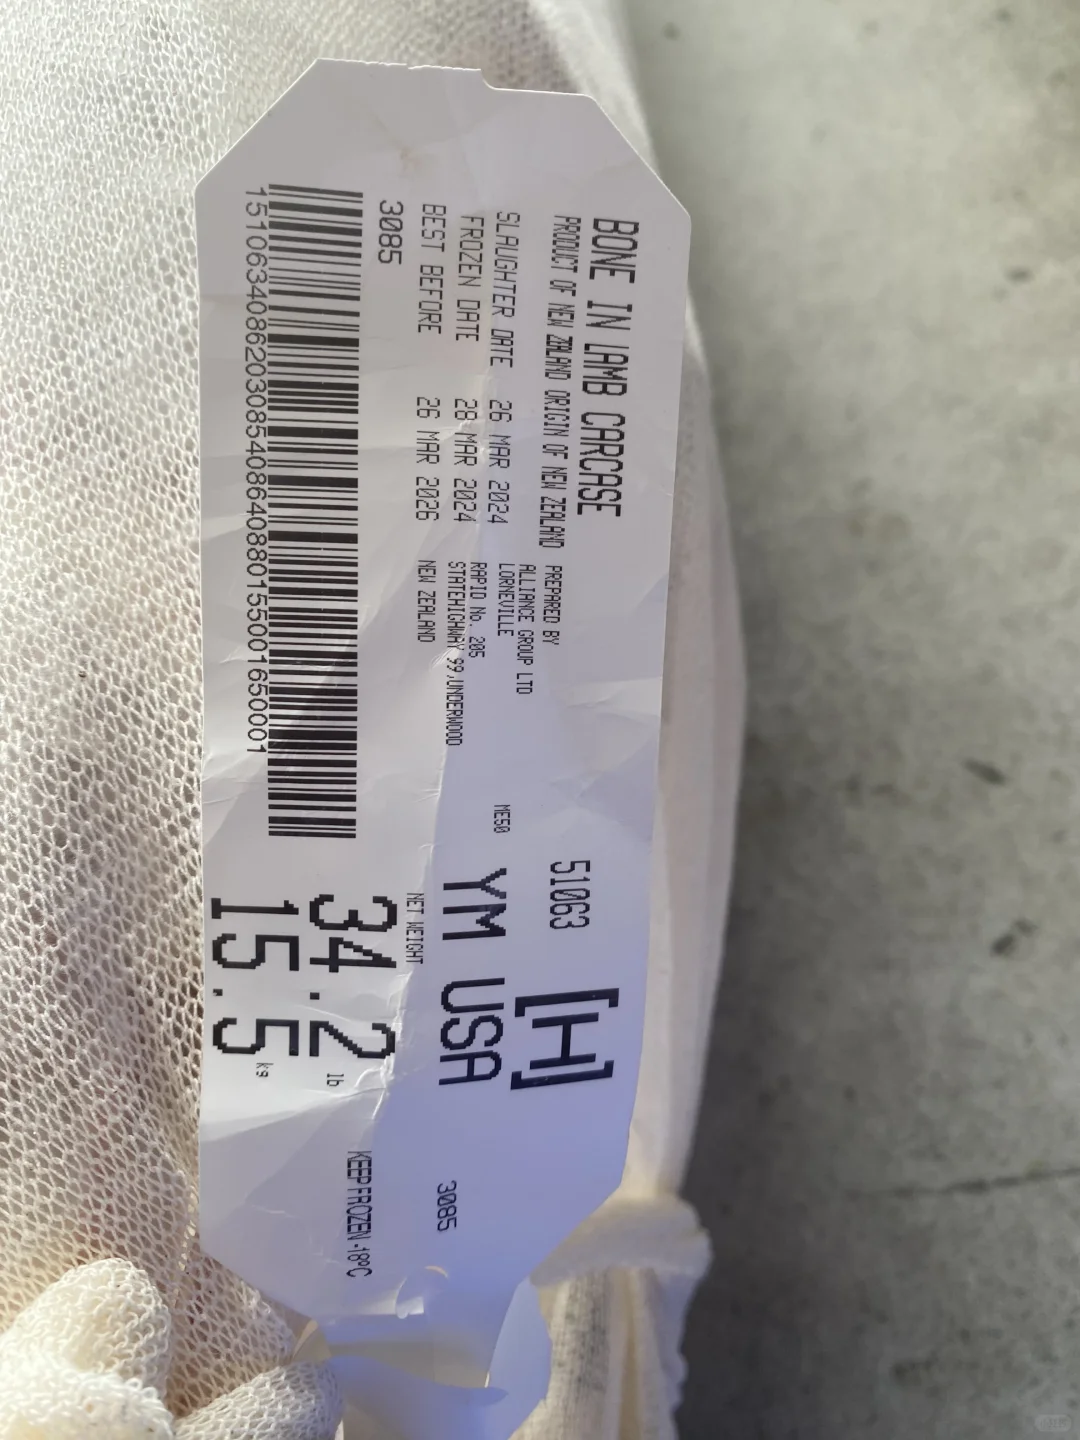 BONE IN LAMB CARCASE
PRODUCT OF NEW ZEALAND ORIGIN OF NEW ZEALAND
SLAUGHTER DATE 26 MAR 2024
FROZEN DATE 28 MAR 2024
BEST BEFORE 26 MAR 2026
3085
PREPARED BY
ALLIANCE GROUP LTD
LORNEVILLE
RAPID No. 205
STATEHIGHWAY 99,UNDERWOOD
NEW ZEALAND
1510634086203085408640880155001650001
51063
[H]
ME50
YM USA
NET WEIGHT
34.2 lb
15.5 kg
3085
KEEP FROZEN -18°C